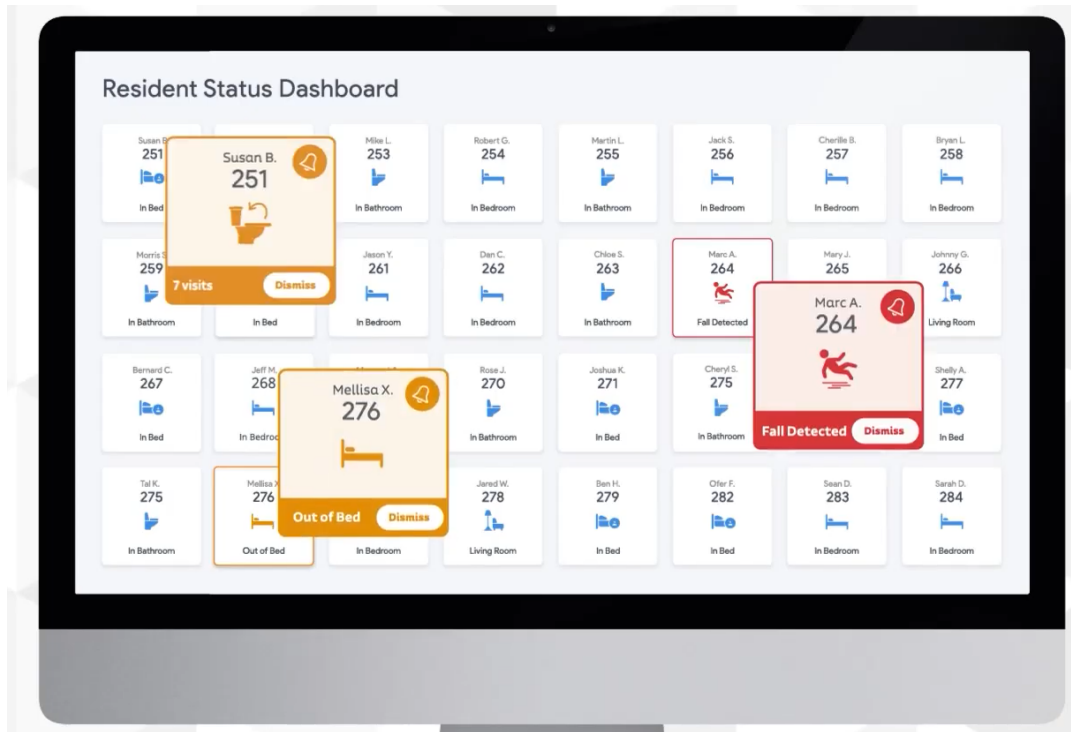 Resident Status Dashboard
Susan B
251
In Bed
Susan B.
251
7 visits
Dismiss
Mike L.
253
In Bathroom
Robert G.
254
In Bedroom
Martin L.
255
In Bathroom
Jack S.
256
In Bedroom
Cherille B.
257
In Bedroom
Bryan L.
258
In Bedroom
Morris S
259
In Bathroom
In Bed
Jason Y.
261
In Bedroom
Dan C.
262
In Bedroom
Chloe S.
263
In Bathroom
Marc A.
264
Fall Detected
Mary J.
265
Marc A.
264
Fall Detected
Dismiss
Johnny G.
266
Living Room
Bernard C.
267
In Bed
Jeff M.
268
In Bedroo
Mellisa X.
276
Out of Bed
Dismiss
Rose J.
270
In Bathroom
Joshua K.
271
In Bed
Cheryl S.
275
In Bathroom
Shelly A.
277
In Bed
Tal K.
275
In Bathroom
Mellisa X
276
Out of Bed
In Bedroom
Jared W.
278
Living Room
Ben H.
279
In Bed
Ofer F.
282
In Bed
Sean D.
283
In Bedroom
Sarah D.
284
In Bedroom